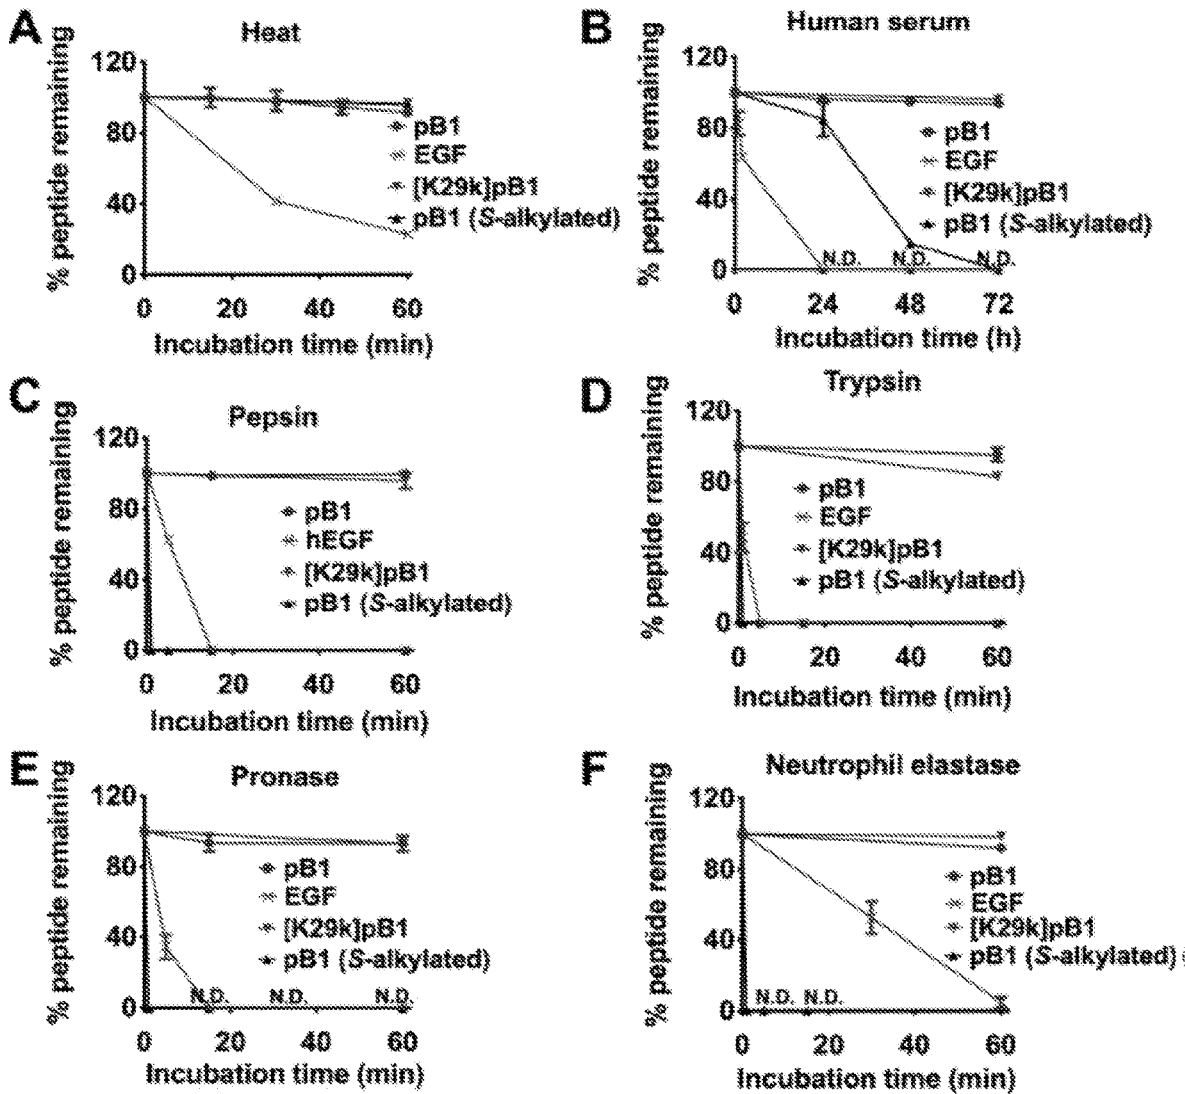 A
Heat
% peptide remaining
120
80
40
0
pB1
EGF
[K29k]pB1
pB1 (S-alkylated)
0 20 40 60
Incubation time (min)
B
Human serum
% peptide remaining
120
80
40
0
pB1
EGF
[K29k]pB1
pB1 (S-alkylated)
N.D. N.D. N.D.
0 24 48 72
Incubation time (h)
C
Pepsin
% peptide remaining
120
80
40
0
pB1
hEGF
[K29k]pB1
pB1 (S-alkylated)
0 20 40 60
Incubation time (min)
D
Trypsin
% peptide remaining
120
80
40
0
pB1
EGF
[K29k]pB1
pB1 (S-alkylated)
0 20 40 60
Incubation time (min)
E
Pronase
% peptide remaining
120
80
40
0
pB1
EGF
[K29k]pB1
pB1 (S-alkylated)
N.D. N.D. N.D.
0 20 40 60
Incubation time (min)
F
Neutrophil elastase
% peptide remaining
120
80
40
0
pB1
EGF
[K29k]pB1
pB1 (S-alkylated)
N.D. N.D.
0 20 40 60
Incubation time (min)